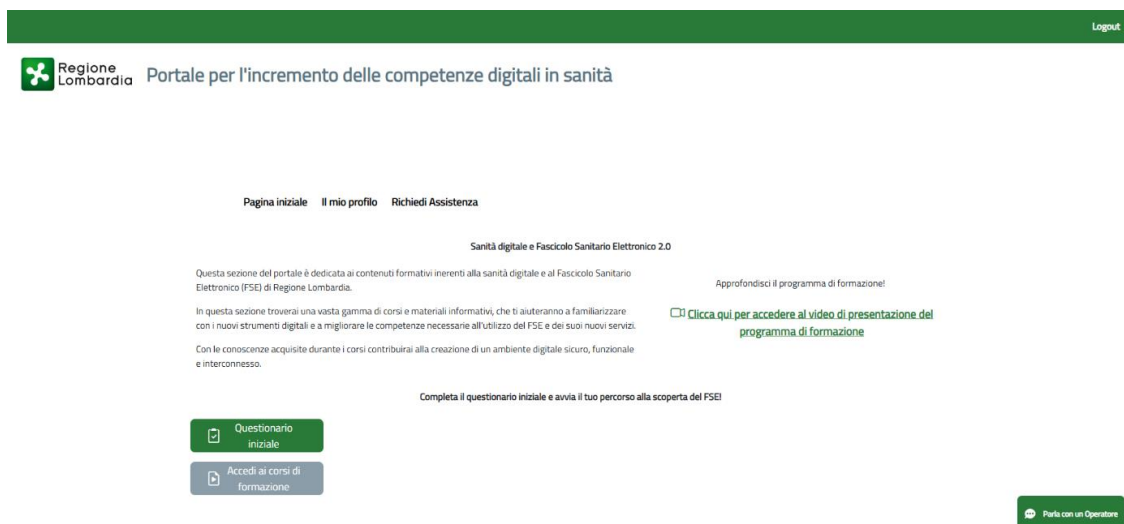 Logout
Regione
Lombardia
Portale per l'incremento delle competenze digitali in sanità
Pagina iniziale Il mio profilo Richiedi Assistenza
Sanità digitale e Fascicolo Sanitario Elettronico 2.0
Questa sezione del portale è dedicata ai contenuti formativi inerenti alla sanità digitale e al Fascicolo Sanitario
Elettronico (FSE) di Regione Lombardia.
In questa sezione troverai una vasta gamma di corsi e materiali informativi, che ti aiuteranno a familiarizzare
con i nuovi strumenti digitali e a migliorare le competenze necessarie all'utilizzo del FSE e dei suoi nuovi servizi.
Con le conoscenze acquisite durante i corsi contribuirai alla creazione di un ambiente digitale sicuro, funzionale
e interconnesso.
Approfondisci il programma di formazione!
Clicca qui per accedere al video di presentazione del
programma di formazione
Completa il questionario iniziale e avvia il tuo percorso alla scoperta del FSE!
Questionario
iniziale
Accedi ai corsi di
formazione
Parla con un Operatore